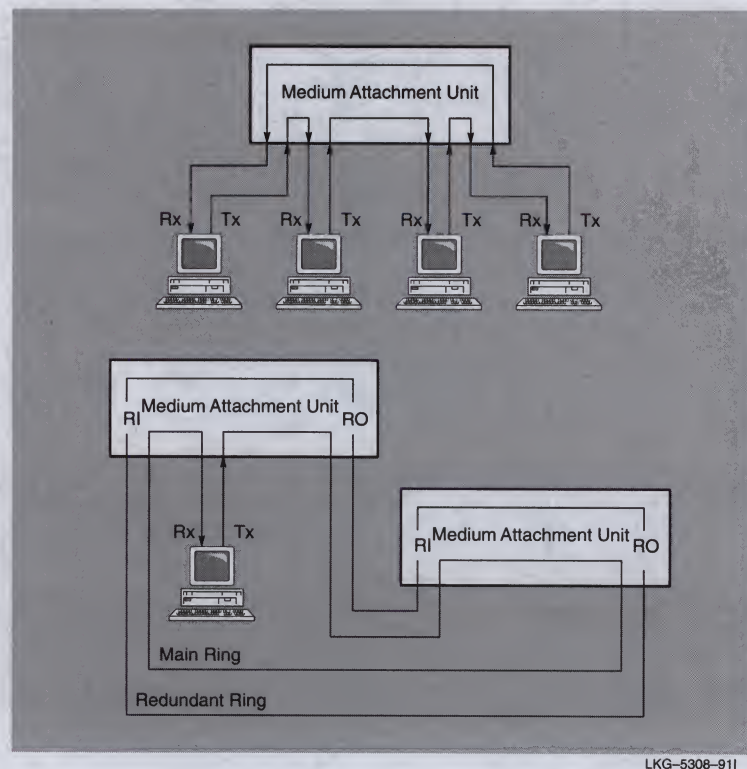 Medium Attachment Unit
Rx Tx Rx Tx Rx Tx Rx Tx
RI Medium Attachment Unit RO
Rx Tx
RI Medium Attachment Unit RO
Main Ring
Redundant Ring
LKG–5308–91I